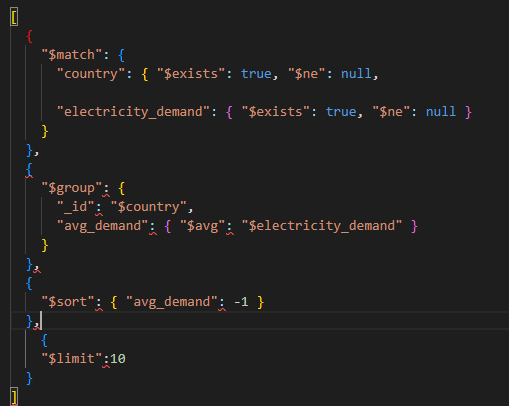 [
{
"$match": {
"country": { "$exists": true, "$ne": null,
"electricity_demand": { "$exists": true, "$ne": null }
}
},
{
"$group": {
"_id": "$country",
"avg_demand": { "$avg": "$electricity_demand" }
}
},
{
"$sort": { "avg_demand": -1 }
},
{
"$limit":10
}
]